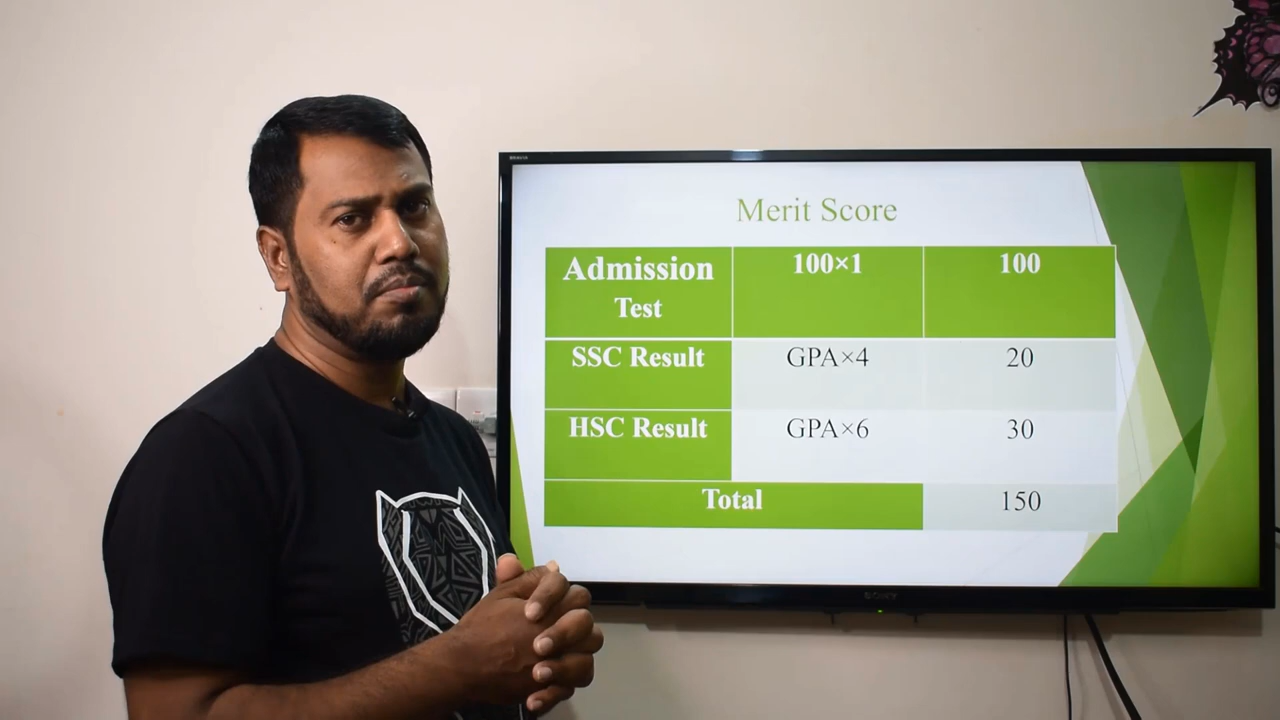 BRAVIA
Merit Score
Admission Test
100×1
100
SSC Result
GPA×4
20
HSC Result
GPA×6
30
Total
150
SONY